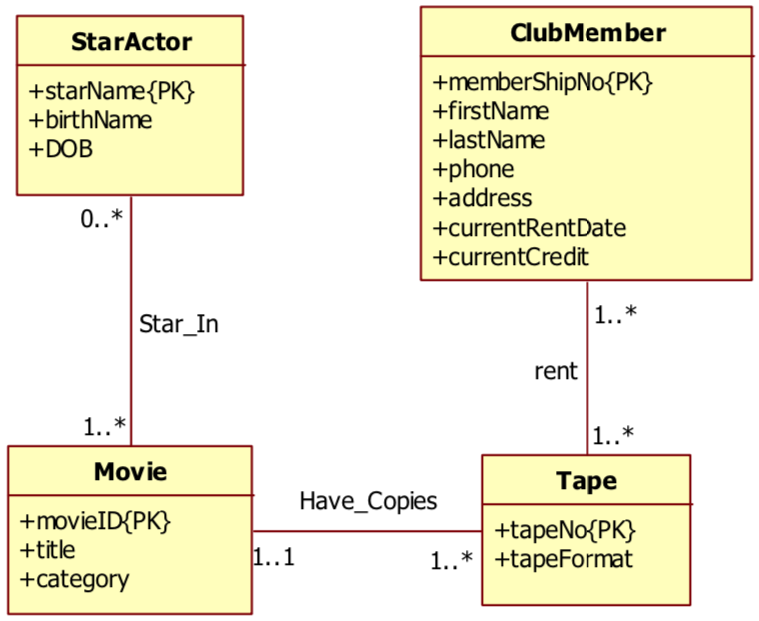 StarActor
+starName{PK}
+birthName
+DOB
0..*
Star_In
1..*
Movie
+movieID{PK}
+title
+category
ClubMember
+memberShipNo{PK}
+firstName
+lastName
+phone
+address
+currentRentDate
+currentCredit
1..*
rent
1..*
Tape
+tapeNo{PK}
+tapeFormat
Have_Copies
1..1
1..*